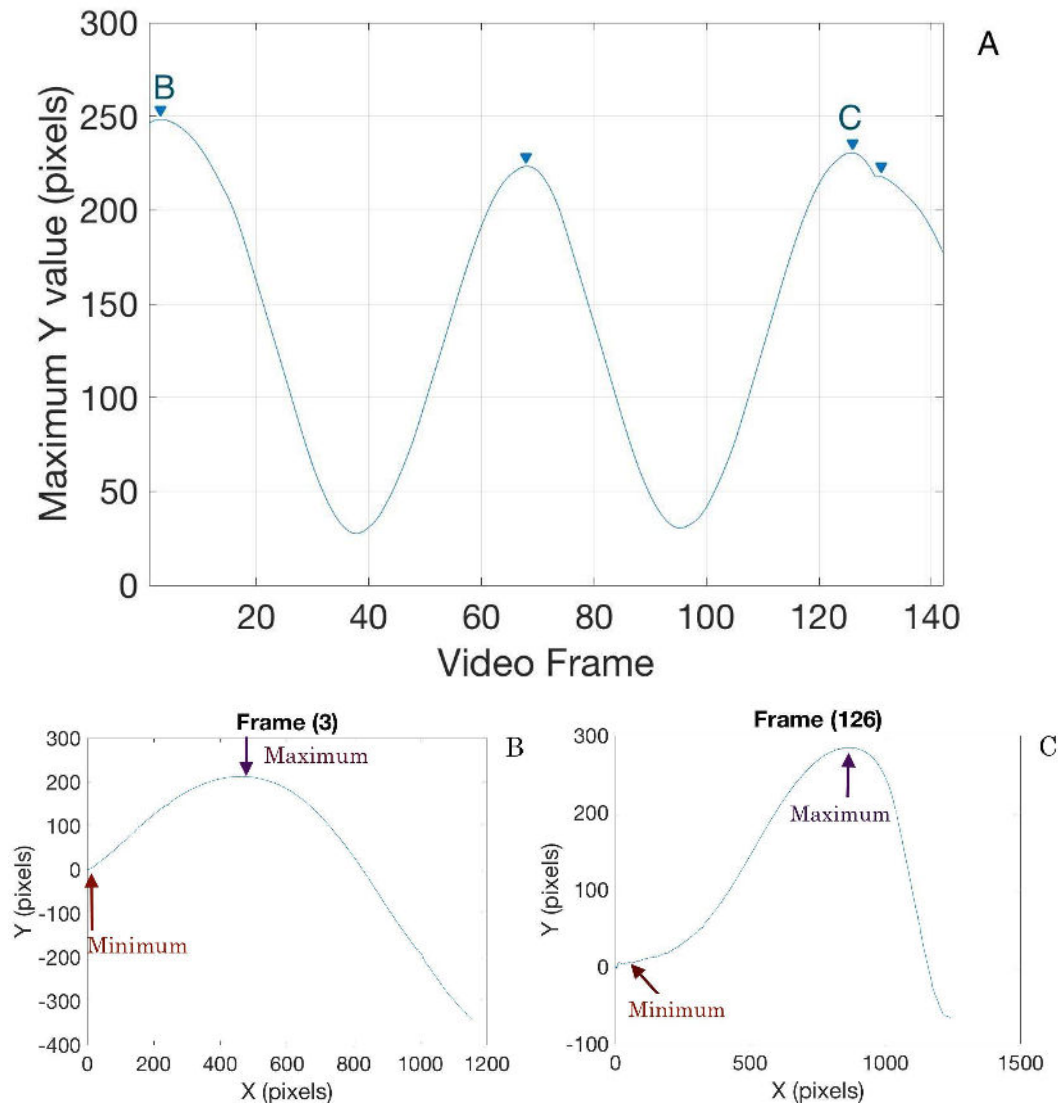 300
A
B
250
C
200
150
100
50
0
20
40
60
80
100
120
140
Maximum Y value (pixels)
Video Frame
Frame (3)
B
300
Maximum
200
100
0
-100
Minimum
-200
-300
-400
0
200
400
600
800
1000
1200
Y (pixels)
X (pixels)
Frame (126)
C
300
Maximum
200
100
0
Minimum
-100
0
500
1000
1500
Y (pixels)
X (pixels)